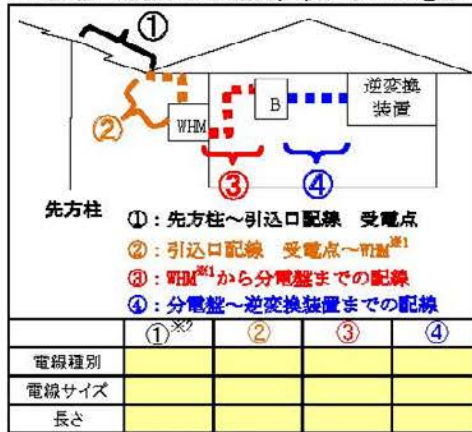 ①
逆変換
装置
B
②
WHM
③
④
先方柱
①：先方柱～引込口配線　受電点
②：引込口配線　受電点～WHM※1
③：WHM※1から分電盤までの配線
④：分電盤～逆変換装置までの配線
①※2 ② ③ ④
電線種別
電線サイズ
長さ